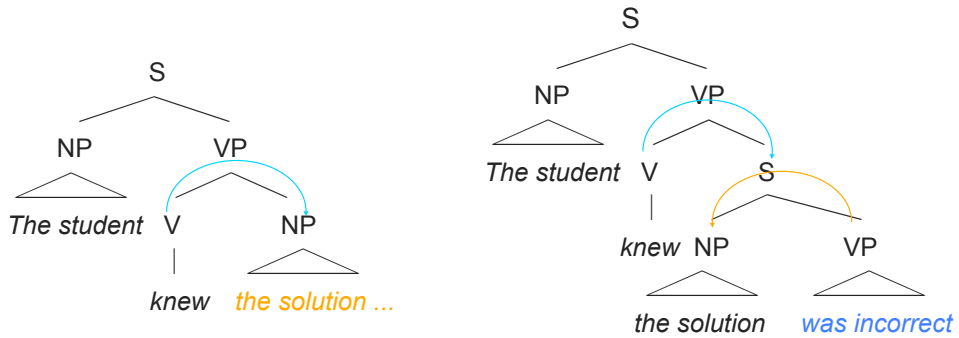 S
NP VP
The student V NP
knew the solution ...
S
NP VP
The student V S
knew NP VP
the solution was incorrect